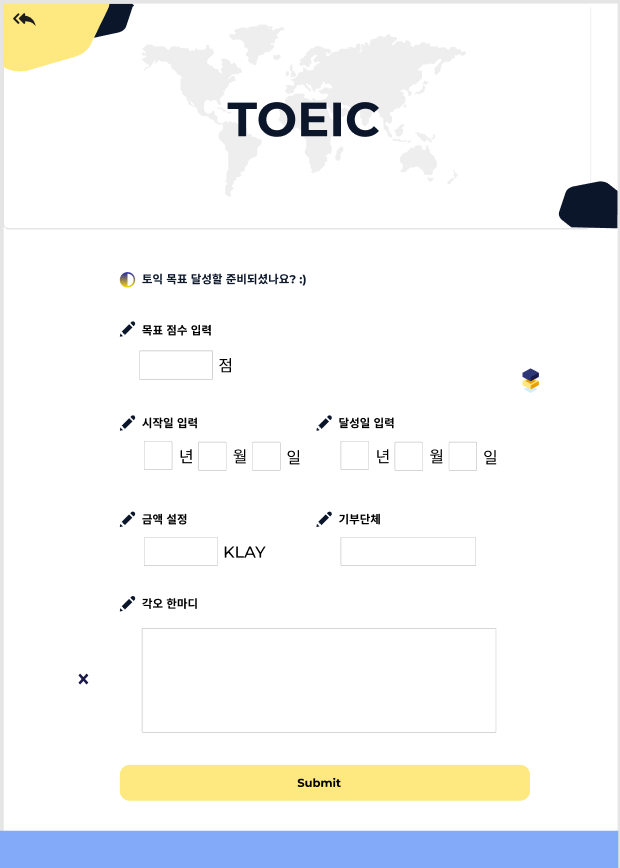 TOEIC
토익 목표 달성할 준비되셨나요? :)
목표 점수 입력
점
시작일 입력 달성일 입력
년 월 일 년 월 일
금액 설정 기부단체
KLAY
각오 한마디
Submit